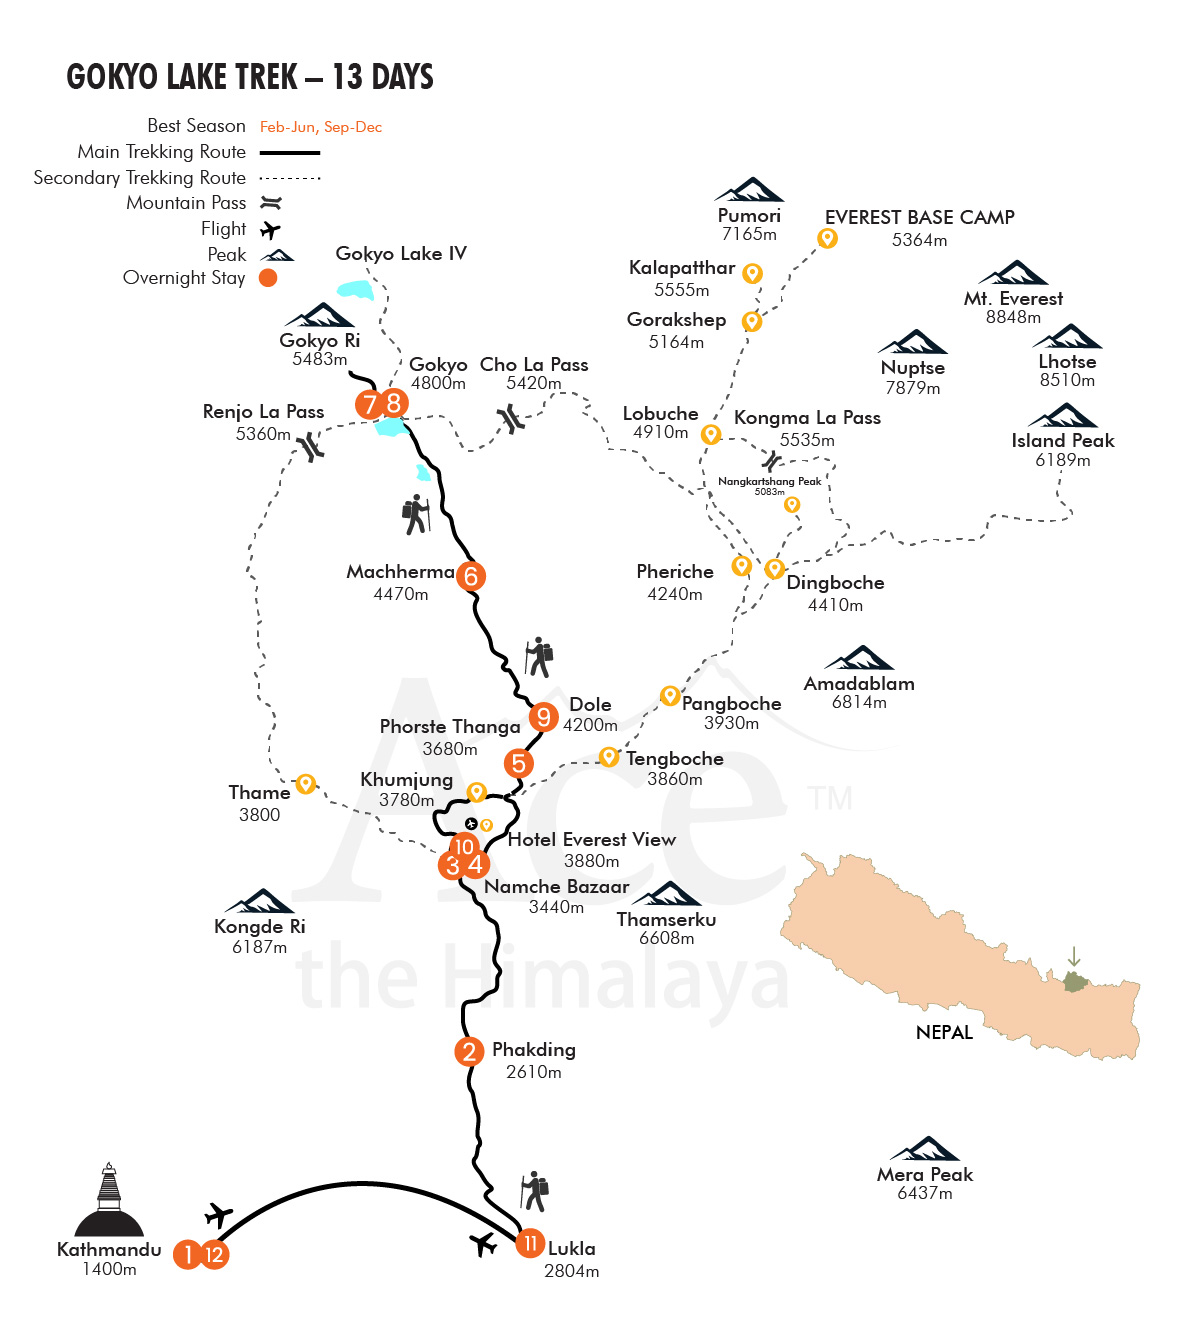 GOKYO LAKE TREK – 13 DAYS
Best Season Feb-Jun, Sep-Dec
Main Trekking Route
Secondary Trekking Route
Mountain Pass
Flight
Peak
Overnight Stay
Gokyo Lake IV
Gokyo Ri
5483m
Gokyo
4800m
7 8
Cho La Pass
5420m
Renjo La Pass
5360m
Pumori
7165m
EVEREST BASE CAMP
5364m
Kalapatthar
5555m
Gorakshep
5164m
Mt. Everest
8848m
Nuptse
7879m
Lhotse
8510m
Lobuche
4910m
Kongma La Pass
5535m
Island Peak
6189m
Nangkartshang Peak
5083m
Machherma
4470m
6
Pheriche
4240m
Dingboche
4410m
Amadablam
6814m
Dole
4200m
9
Pangboche
3930m
Phorste Thanga
3680m
5
Tengboche
3860m
Thame
3800
Khumjung
3780m
Hotel Everest View
3880m
10
3 4
Namche Bazaar
3440m
Kongde Ri
6187m
Thamserku
6608m
Ace TM
the Himalaya
NEPAL
2
Phakding
2610m
Mera Peak
6437m
Kathmandu
1400m
1 12
11
Lukla
2804m